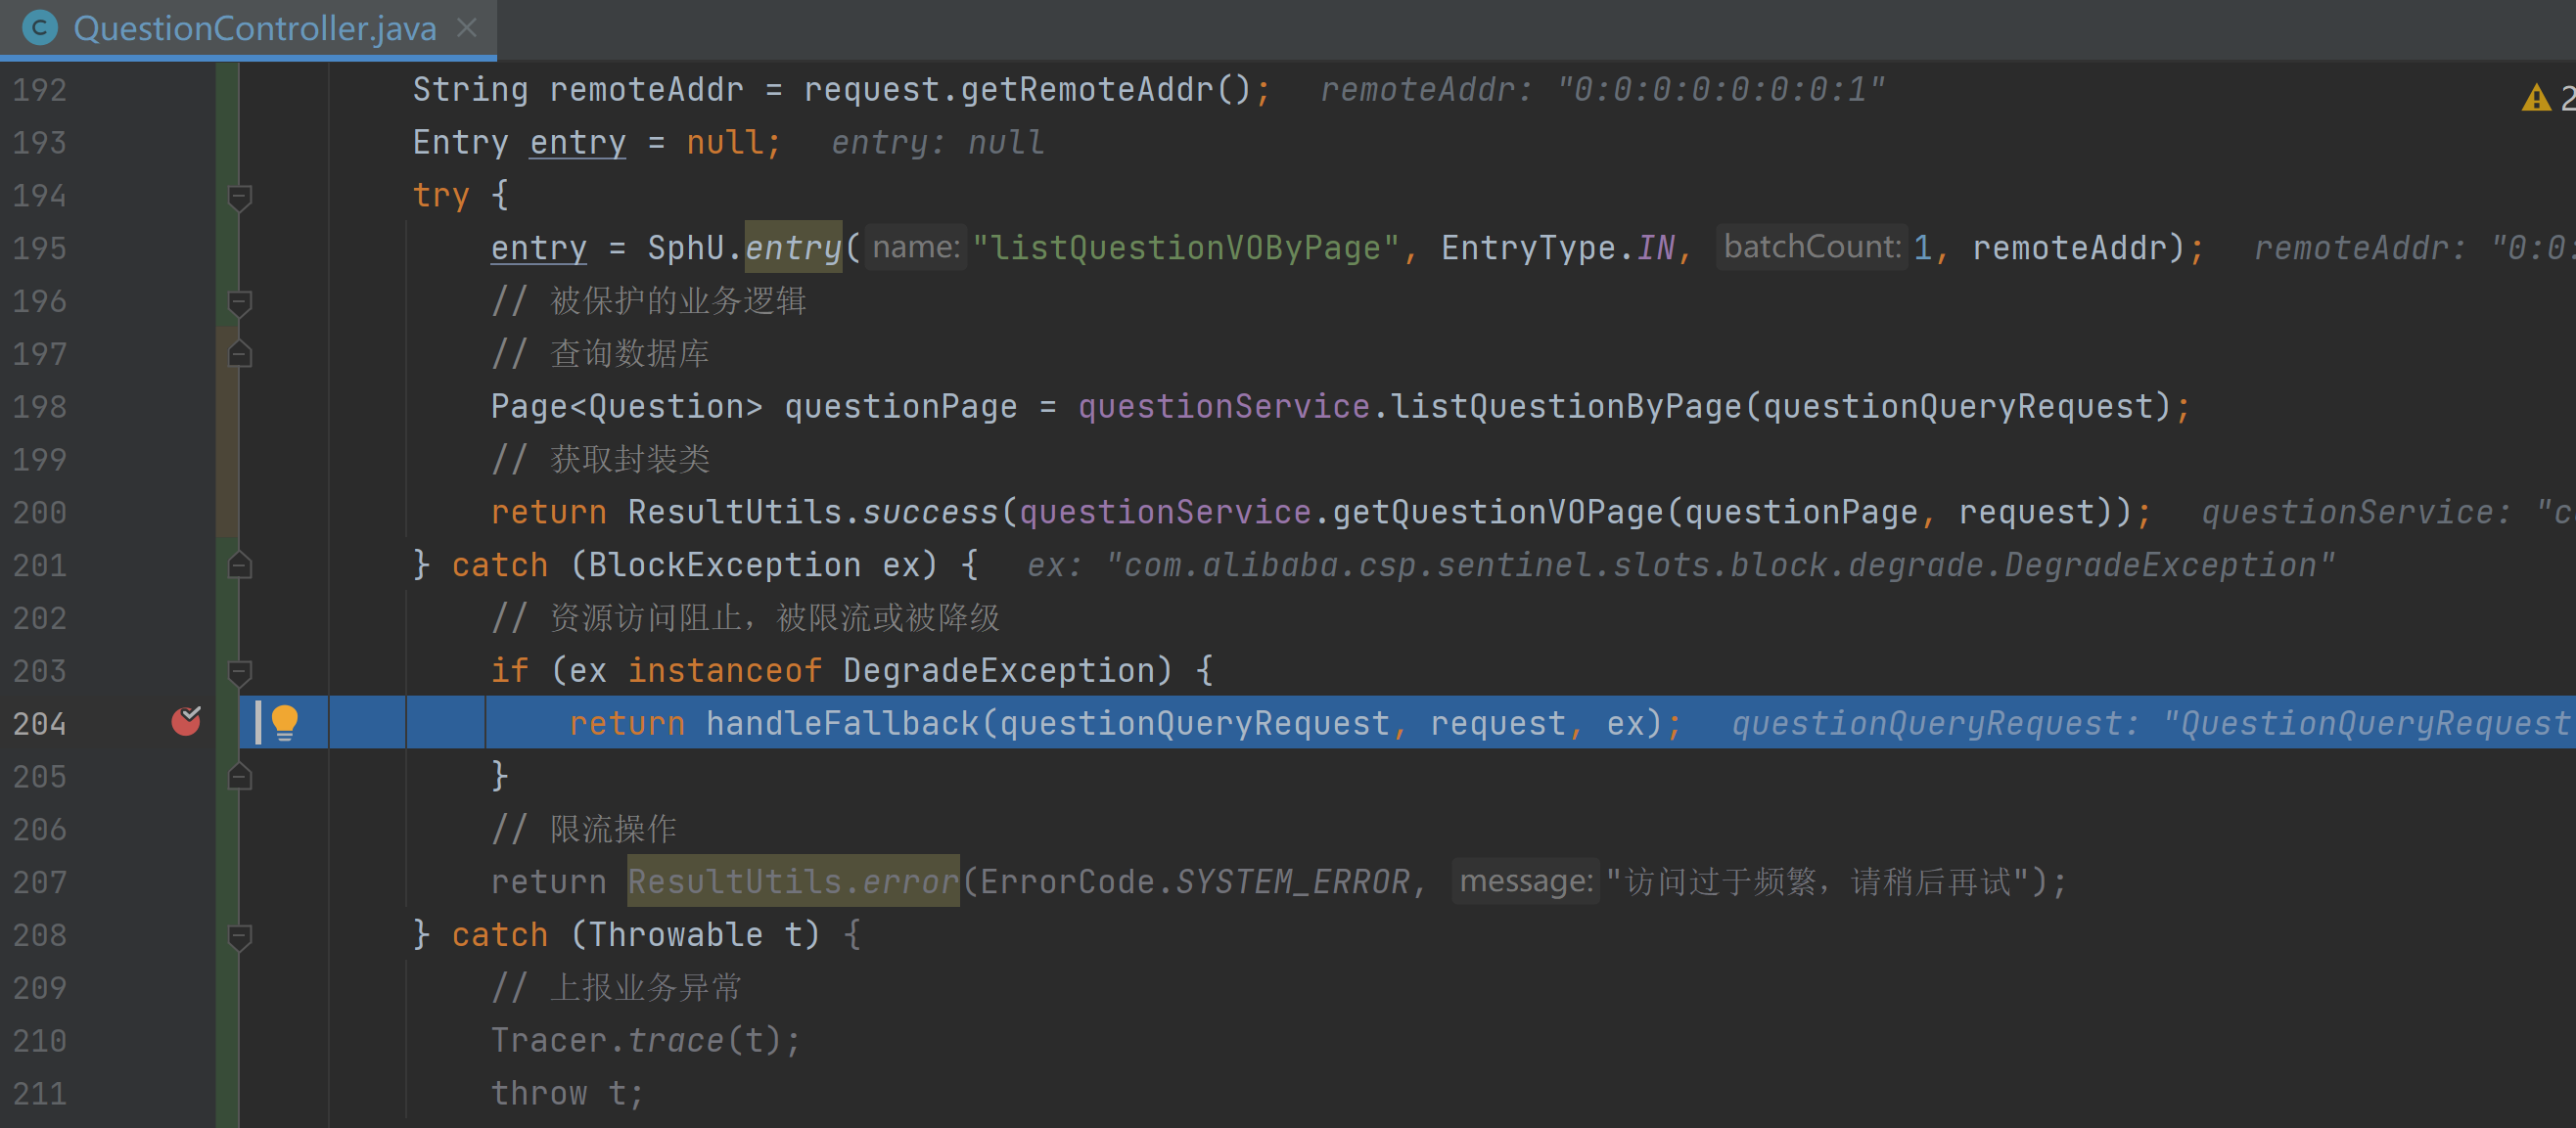 QuestionController.java
192 String remoteAddr = request.getRemoteAddr(); remoteAddr: "0:0:0:0:0:0:0:1"
2
193 Entry entry = null; entry: null
194 try {
195 entry = SphU.entry( name: "listQuestionVOByPage", EntryType.IN, batchCount: 1, remoteAddr); remoteAddr: "0:0:
196 // 被保护的业务逻辑
197 // 查询数据库
198 Page<Question> questionPage = questionService.listQuestionByPage(questionQueryRequest);
199 // 获取封装类
200 return ResultUtils.success(questionService.getQuestionVOPage(questionPage, request)); questionService: "c
201 } catch (BlockException ex) { ex: "com.alibaba.csp.sentinel.slots.block.degrade.DegradeException"
202 // 资源访问阻止，被限流或被降级
203 if (ex instanceof DegradeException) {
204 return handleFallback(questionQueryRequest, request, ex); questionQueryRequest: "QuestionQueryRequest
205 }
206 // 限流操作
207 return ResultUtils.error(ErrorCode.SYSTEM_ERROR, message: "访问过于频繁，请稍后再试");
208 } catch (Throwable t) {
209 // 上报业务异常
210 Tracer.trace(t);
211 throw t;